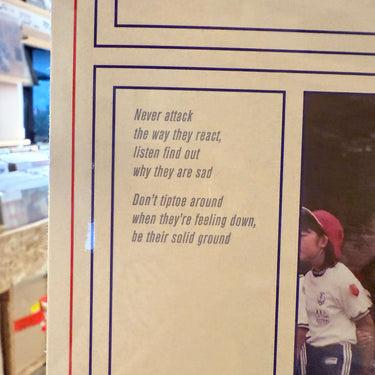 Never attack
the way they react,
listen find out
why they are sad
Don't tiptoe around
when they're feeling down,
be their solid ground